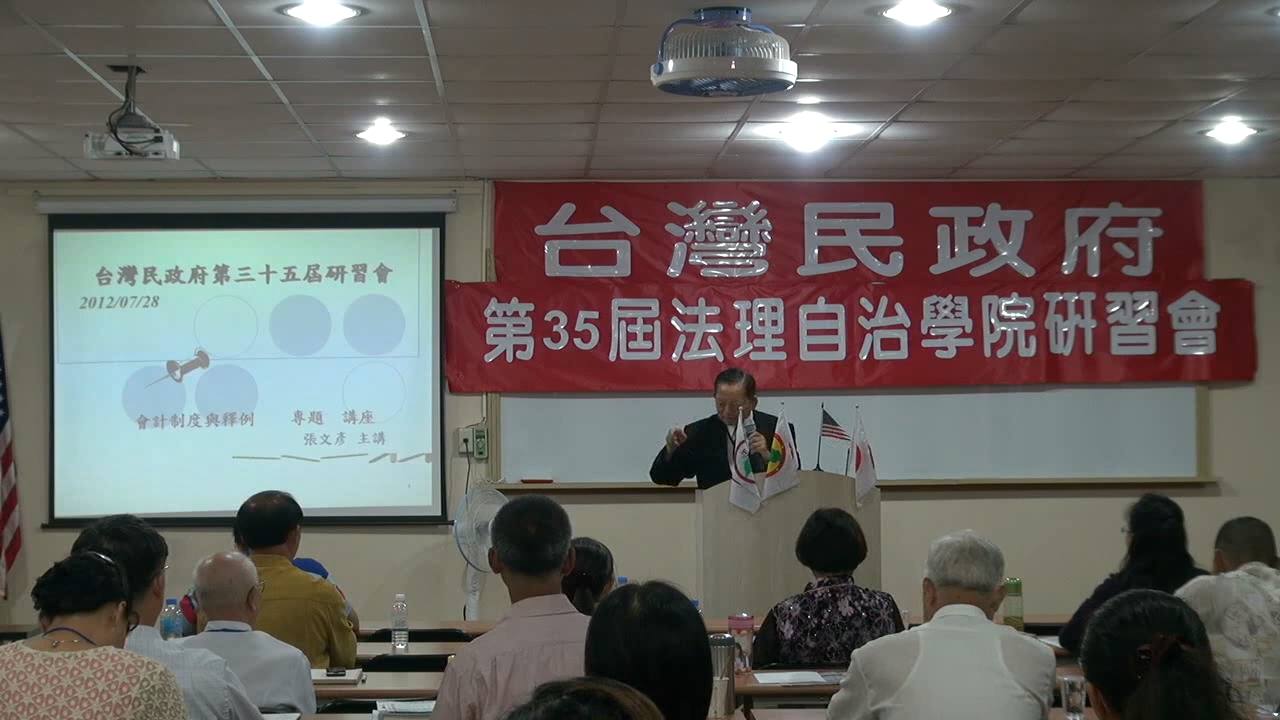 台灣民政府第三十五屆研習會
2012/07/28
會計制度與釋例 專題 講座
張文彥 主講
台灣民政府
第35屆法理自治學院研習會